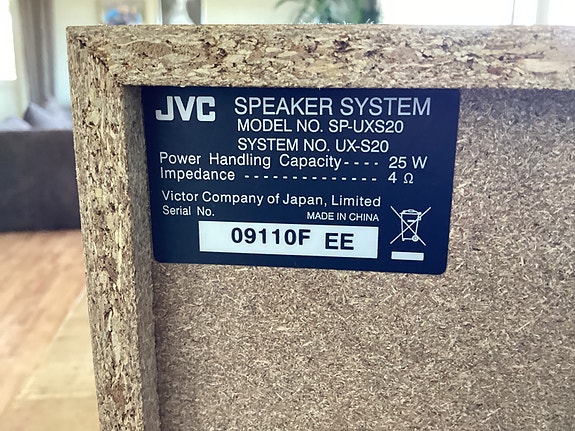 JVC SPEAKER SYSTEM
MODEL NO. SP-UXS20
SYSTEM NO. UX-S20
Power Handling Capacity---- 25 W
Impedance -------------- 4 Ω
Victor Company of Japan, Limited
Serial No. MADE IN CHINA
09110F EE